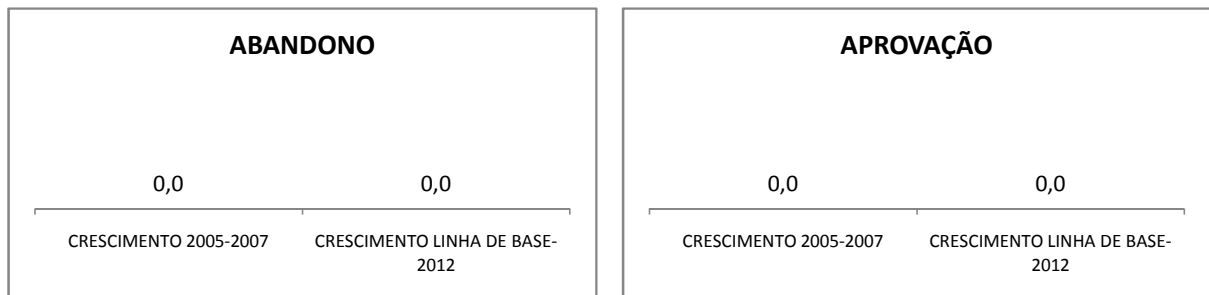 ABANDONO
0,0
0,0
CRESCIMENTO 2005-2007
CRESCIMENTO LINHA DE BASE-
2012
APROVAÇÃO
0,0
0,0
CRESCIMENTO 2005-2007
CRESCIMENTO LINHA DE BASE-
2012